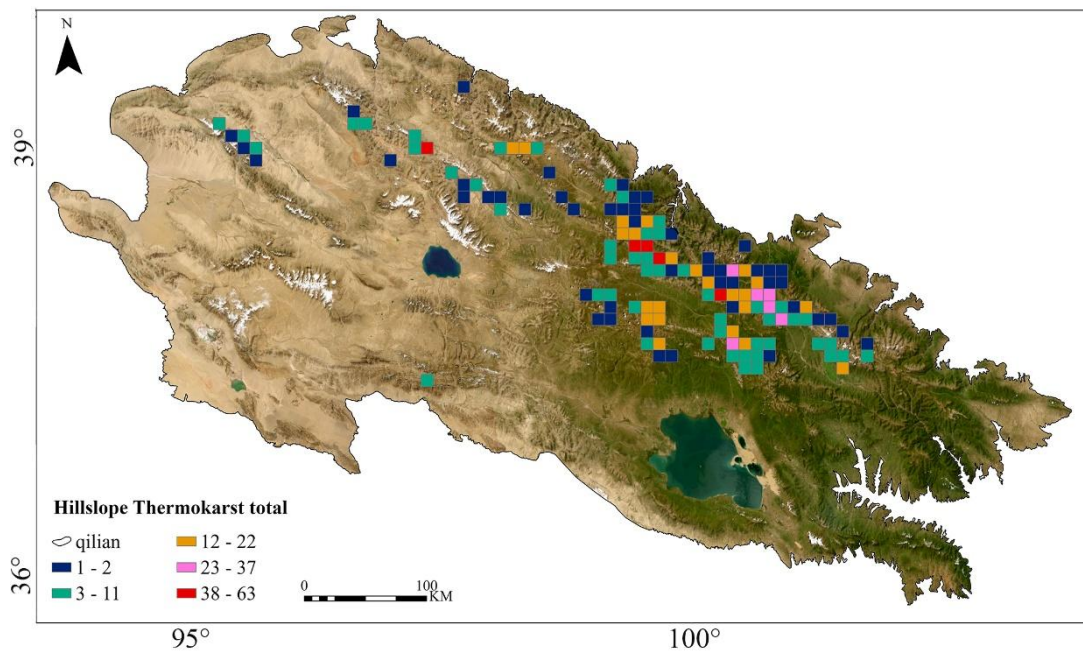 N
39°
36°
Hillslope Thermokarst total
qilian
12 - 22
1 - 2
23 - 37
3 - 11
38 - 63
0 100
KM
95° 100°